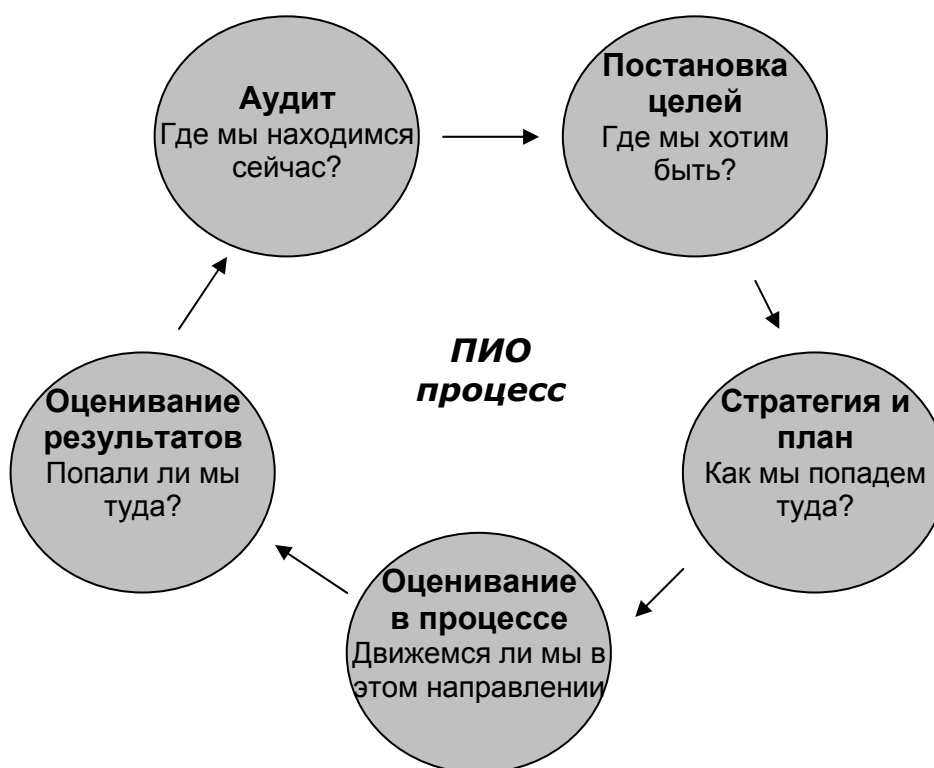 Аудит
Где мы находимся
сейчас?
Постановка
целей
Где мы хотим
быть?
ПИО
процесс
Стратегия и
план
Как мы попадем
туда?
Оценивание
в процессе
Движемся ли мы в
этом направлении
Оценивание
результатов
Попали ли мы
туда?